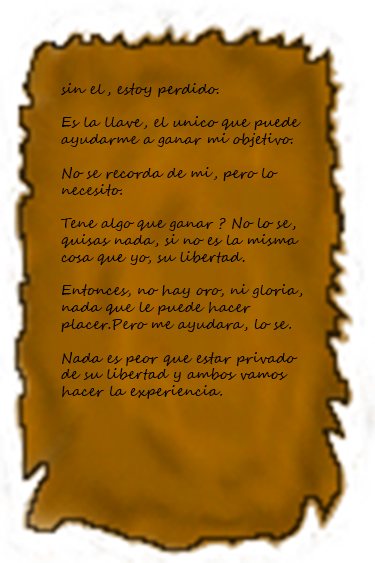 sin el, estoy perdido.
Es la llave, el unico que puede
ayudarme a ganar mi objetivo.
No se recorda de mi, pero lo
necesito.
Tene algo que ganar ? No lo se,
quisas nada, si no es la misma
cosa que yo, su libertad.
Entonces, no hay oro, ni gloria,
nada que le puede hacer
placer.Pero me ayudara, lo se.
Nada es peor que estar privado
de su libertad y ambos vamos
hacer la experiencia.